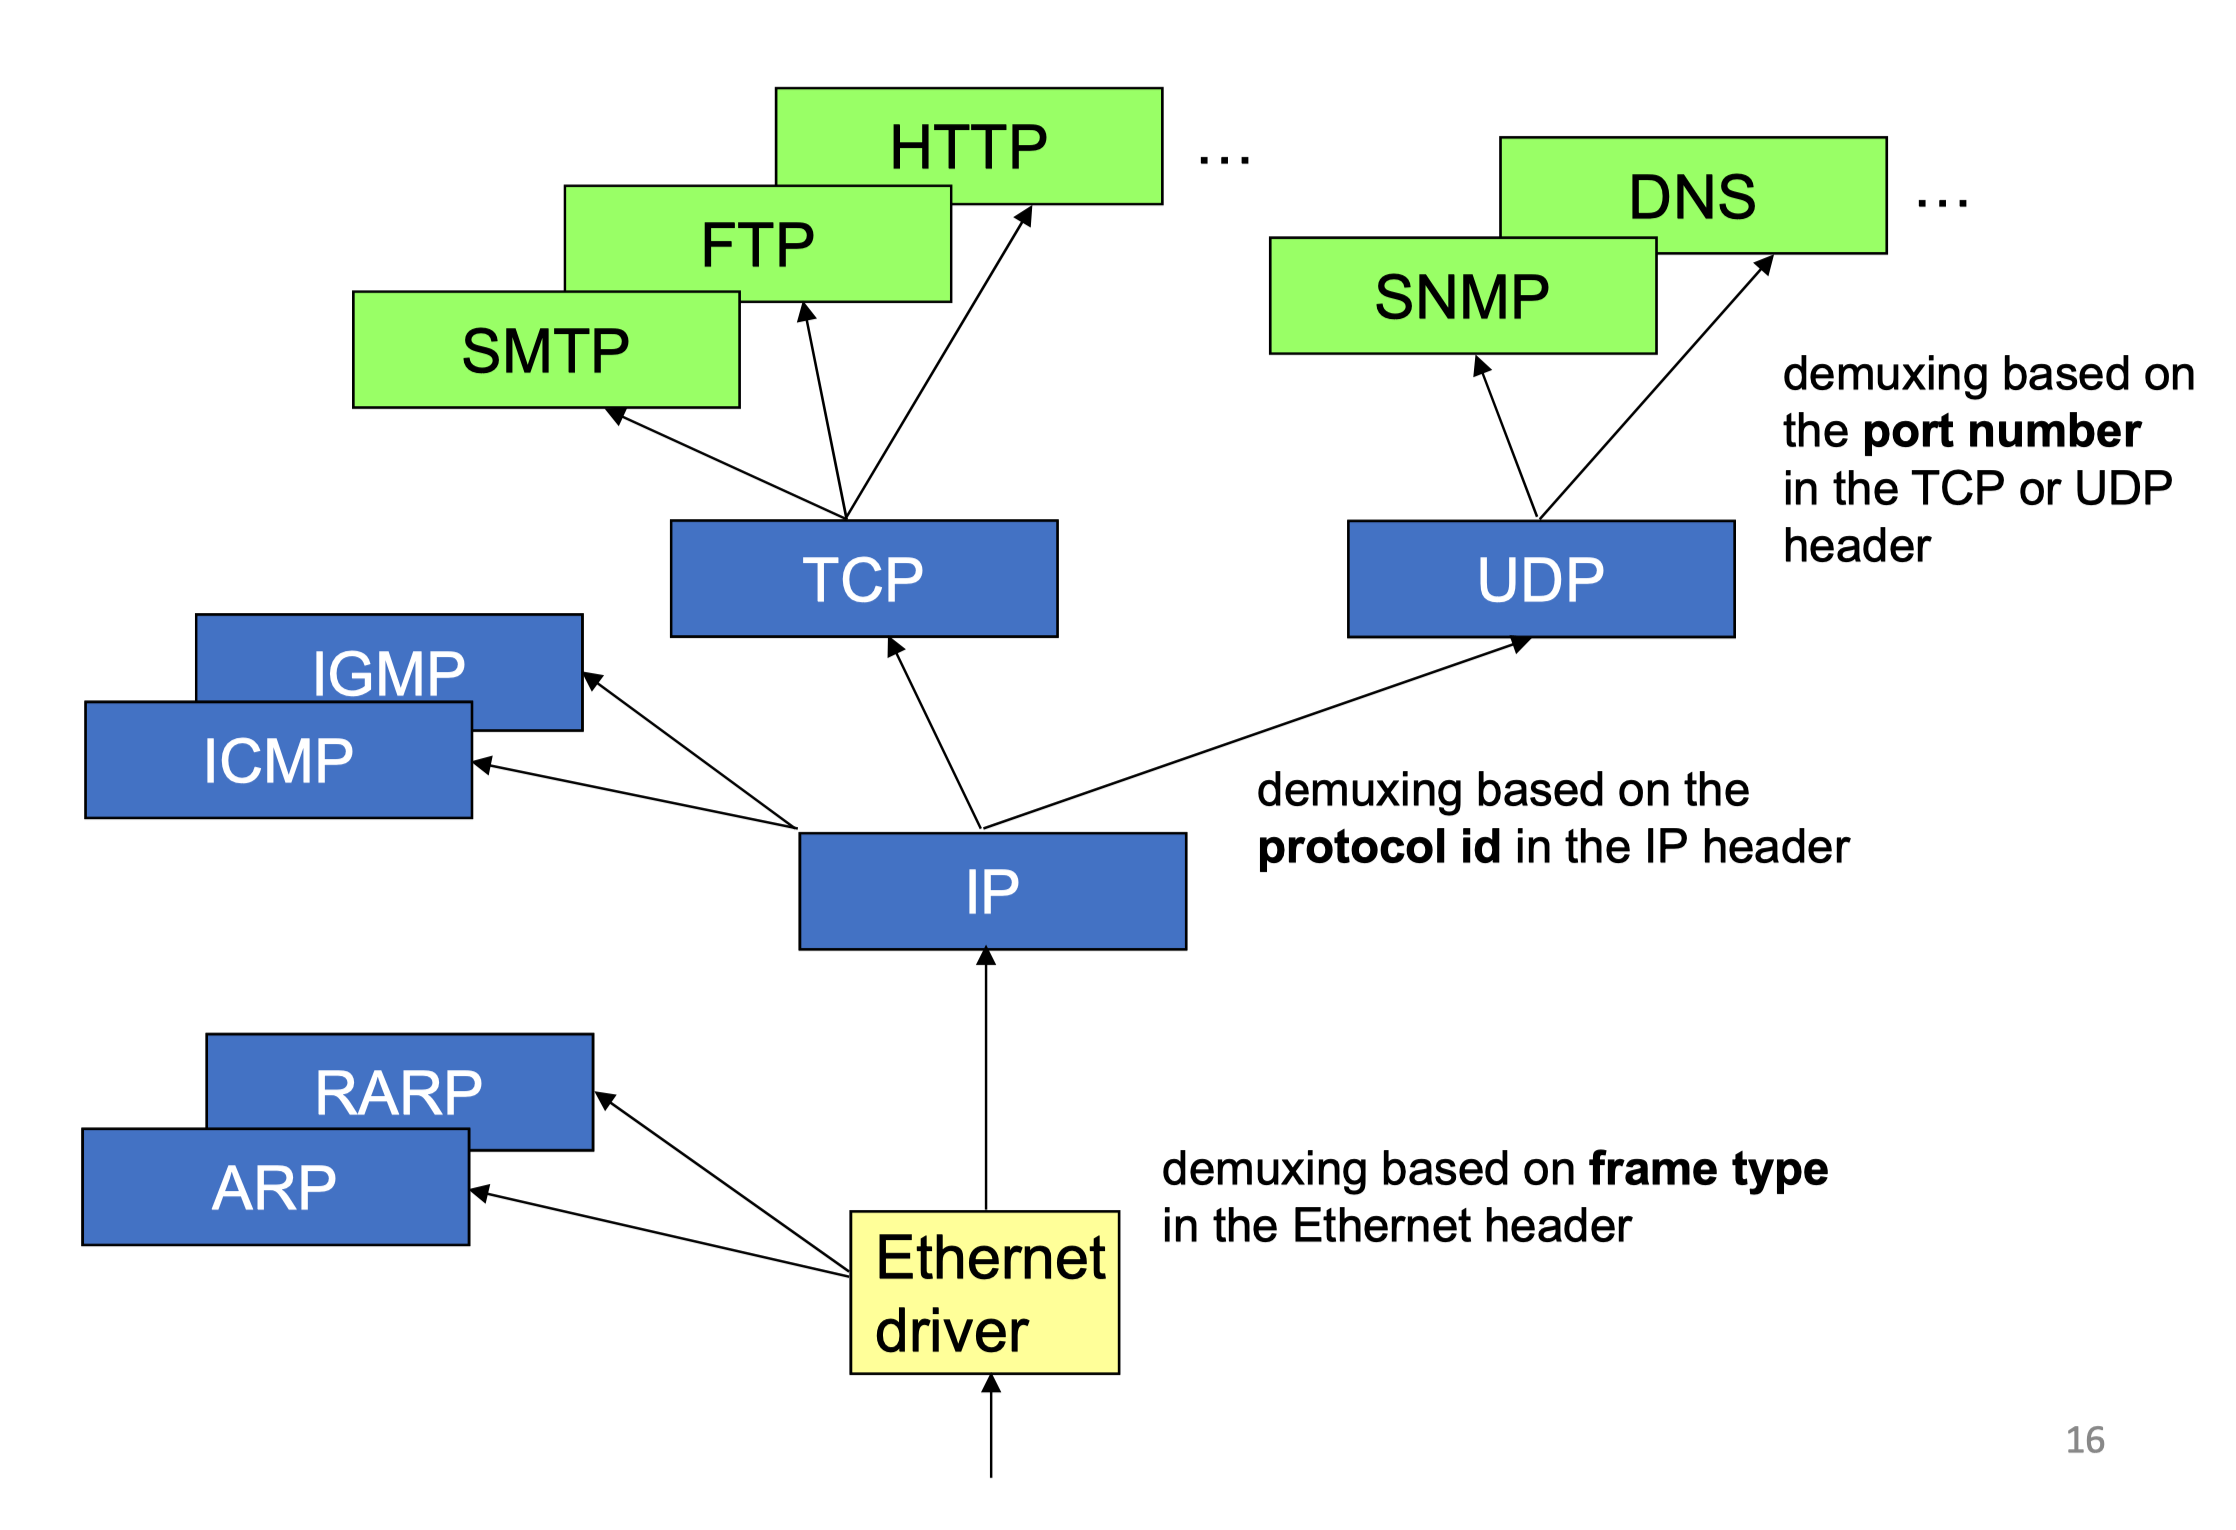 HTTP
...
DNS
...
FTP
SNMP
SMTP
demuxing based on
the port number
in the TCP or UDP
header
TCP
UDP
IGMP
ICMP
demuxing based on the
protocol id in the IP header
IP
RARP
ARP
demuxing based on frame type
in the Ethernet header
Ethernet
driver
16